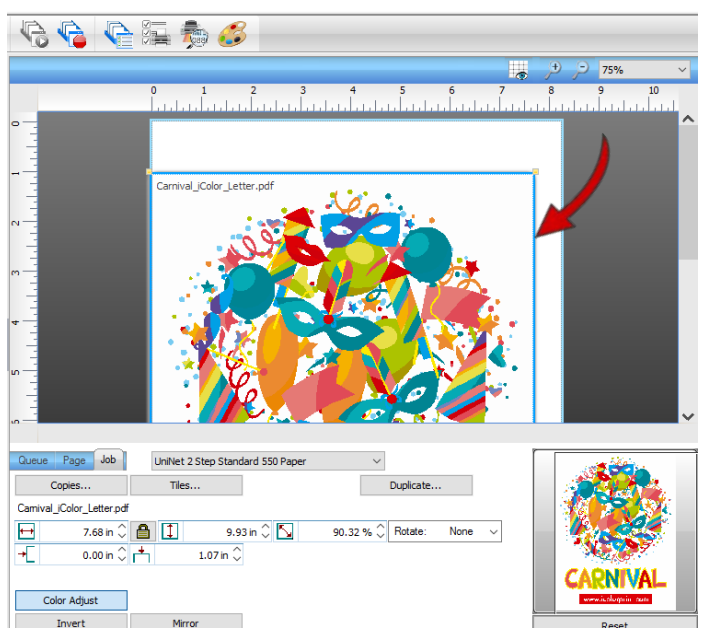 75%
0 1 2 3 4 5 6 7 8 9 10
0
1
Carnival_iColor_Letter.pdf
2
3
4
5
Queue Page Job UniNet 2 Step Standard 550 Paper
Copies... Tiles... Duplicate...
Carnival_iColor_Letter.pdf
7.68 in 9.93 in 90.32 % Rotate: None
0.00 in 1.07 in
CARNIVAL
Color Adjust
Invert Mirror Reset